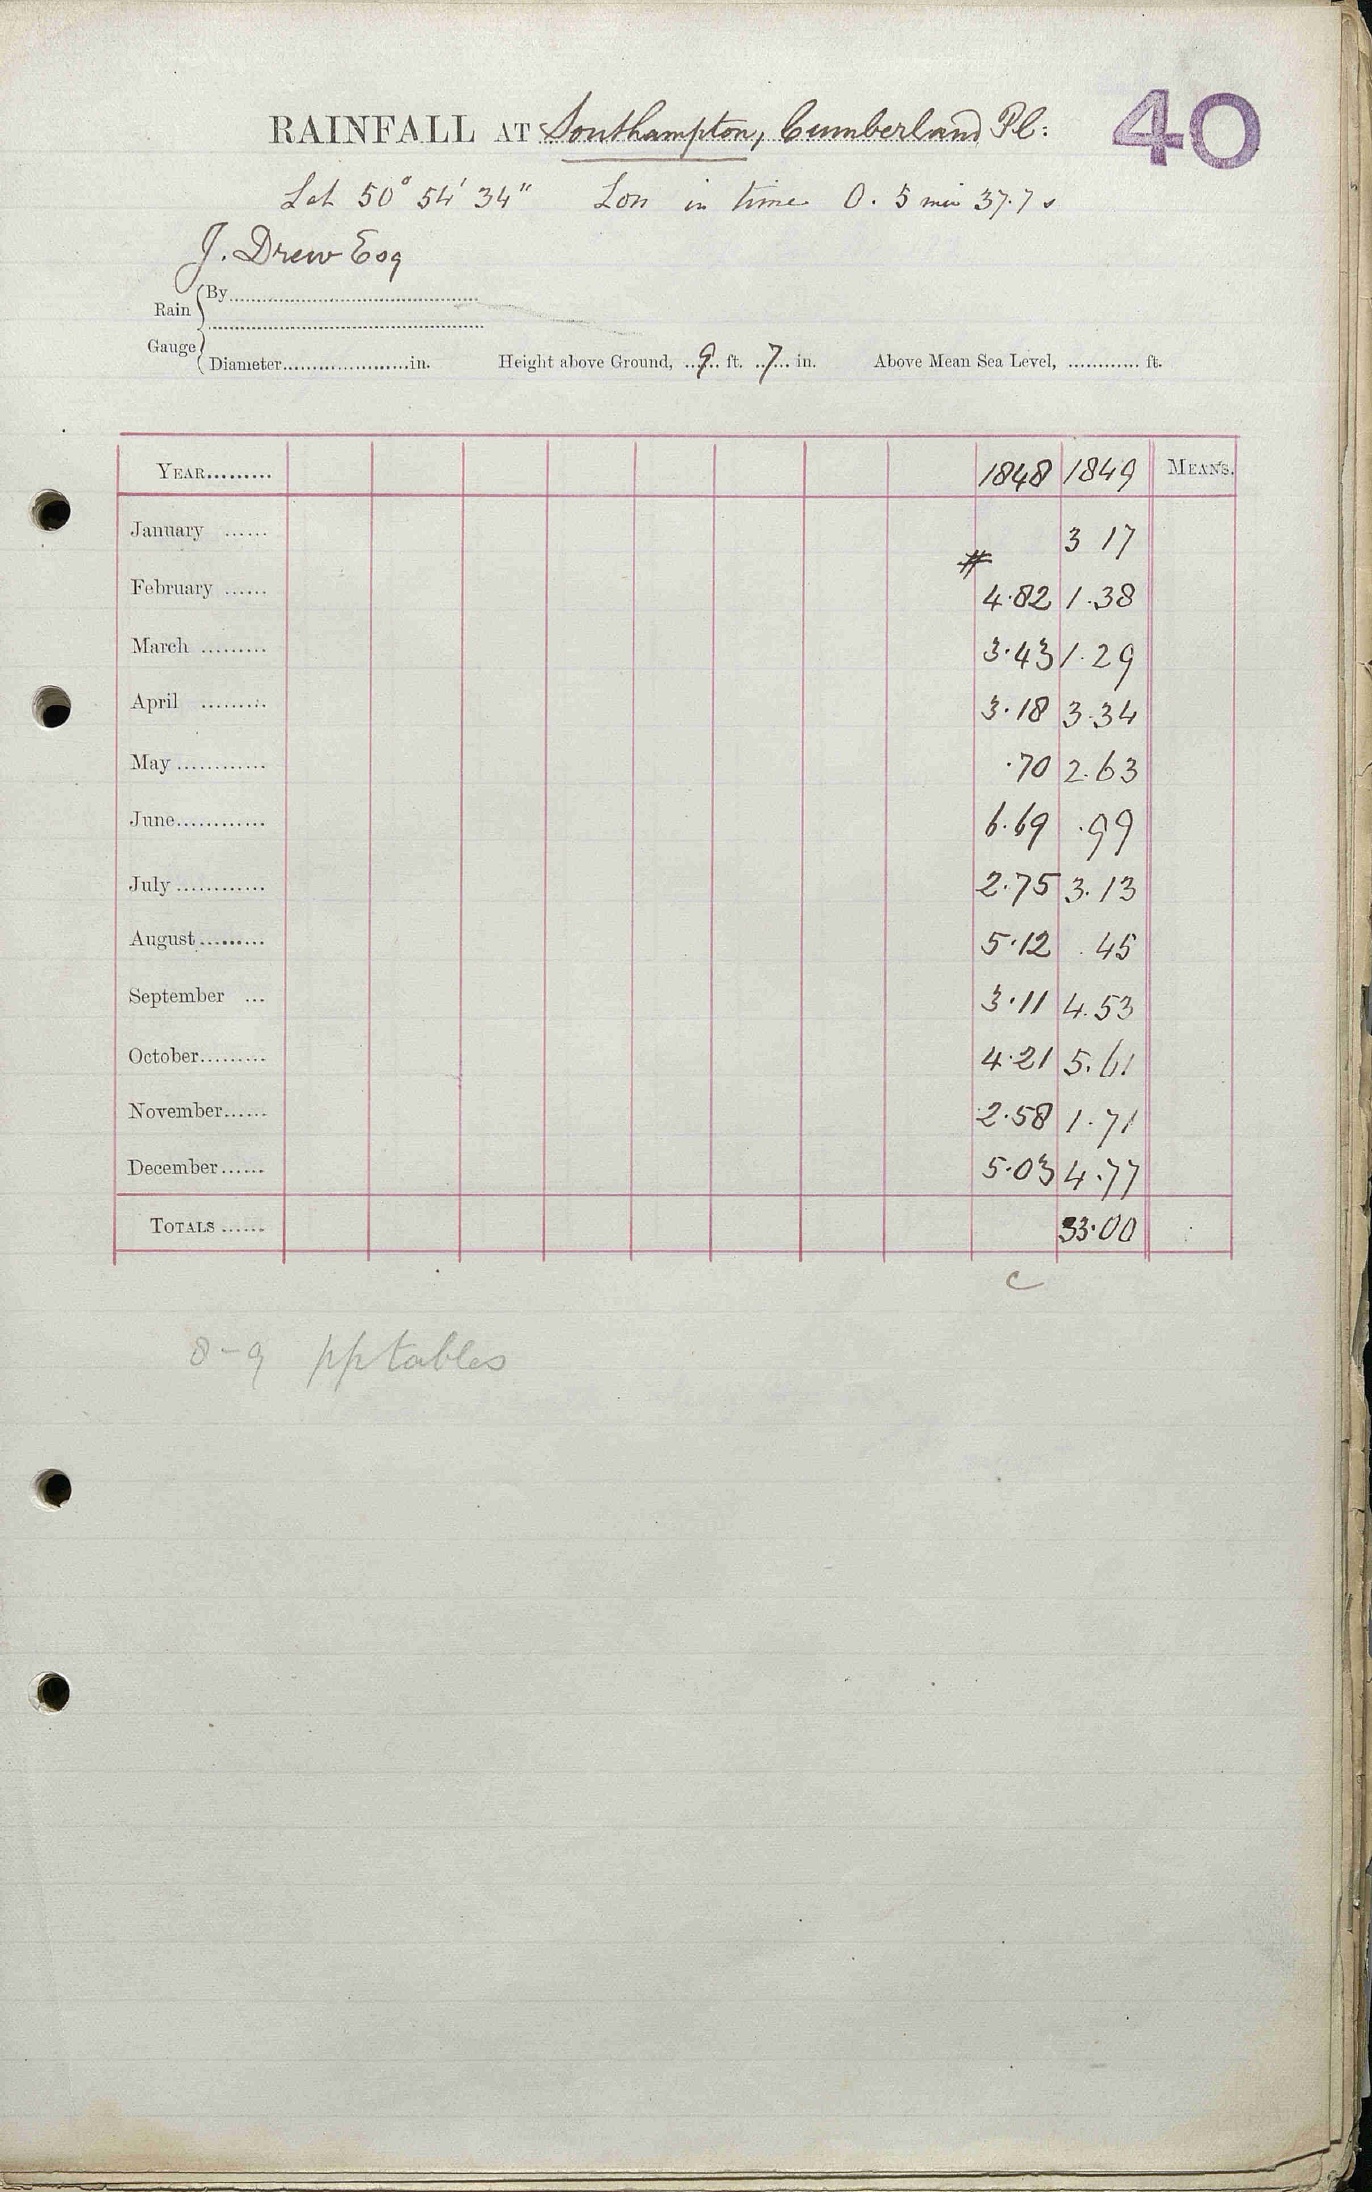 RAINFALL AT Southampton, Cumberland Pl: 40
Lat 50° 54' 34" Lon in time 0. 5 min 37.7 s
J. Drew Esq
Rain Gauge By
Diameter in. Height above Ground, 9 ft. 7 in. Above Mean Sea Level, ft.
YEAR 1848 1849 MEANS.
January 3 17
#
February 4.82 1.38
March 3.43 1.29
April 3.18 3.34
May .70 2.63
June 6.69 .99
July 2.75 3.13
August 5.12 .45
September 3.11 4.53
October 4.21 5.61
November 2.58 1.71
December 5.03 4.77
TOTALS 33.00
c
8-9 pptables